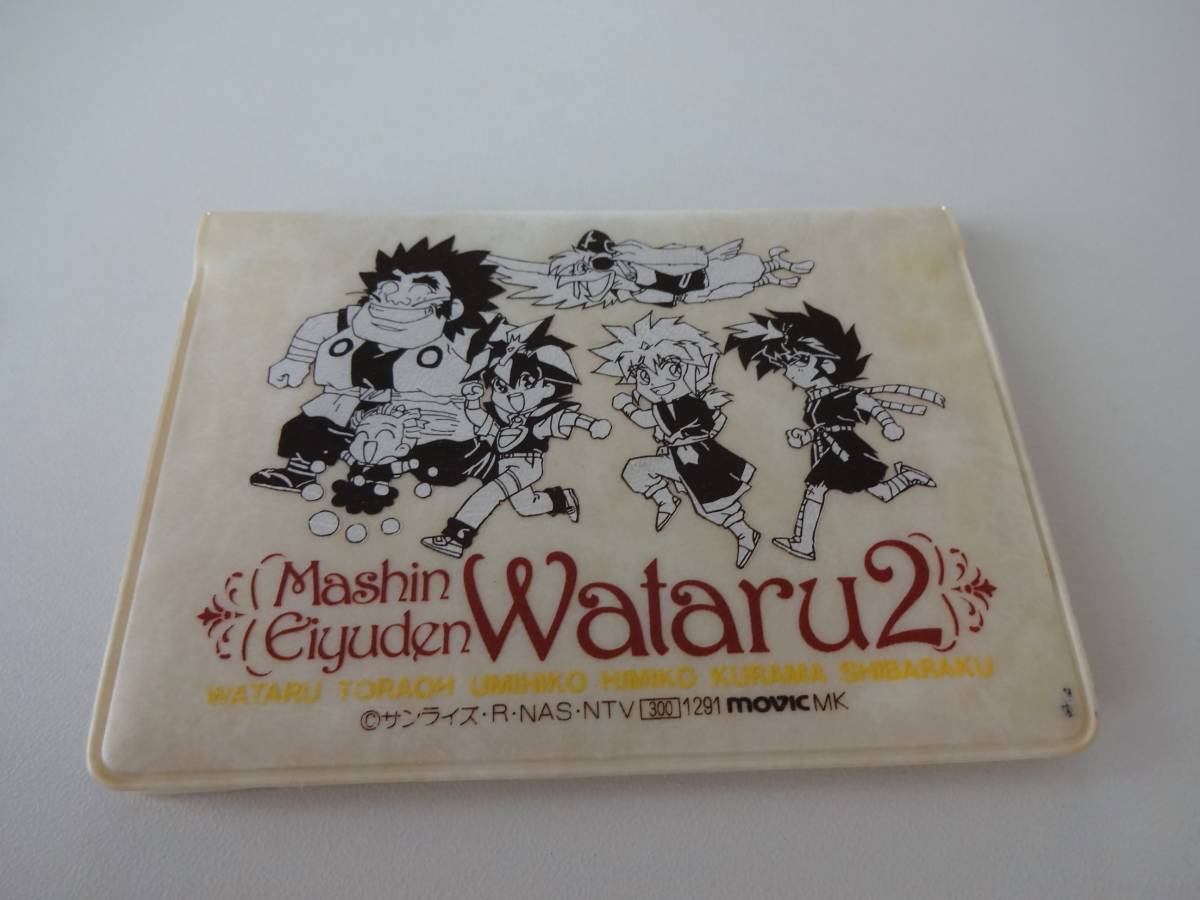 Mashin
Eiyuden
Wataru2
WATARU TORAOH UMIHIKO HIMIKO KURAMA SHIBARAKU
©サンライズ・R・NAS・NTV 300 1291 movic MK